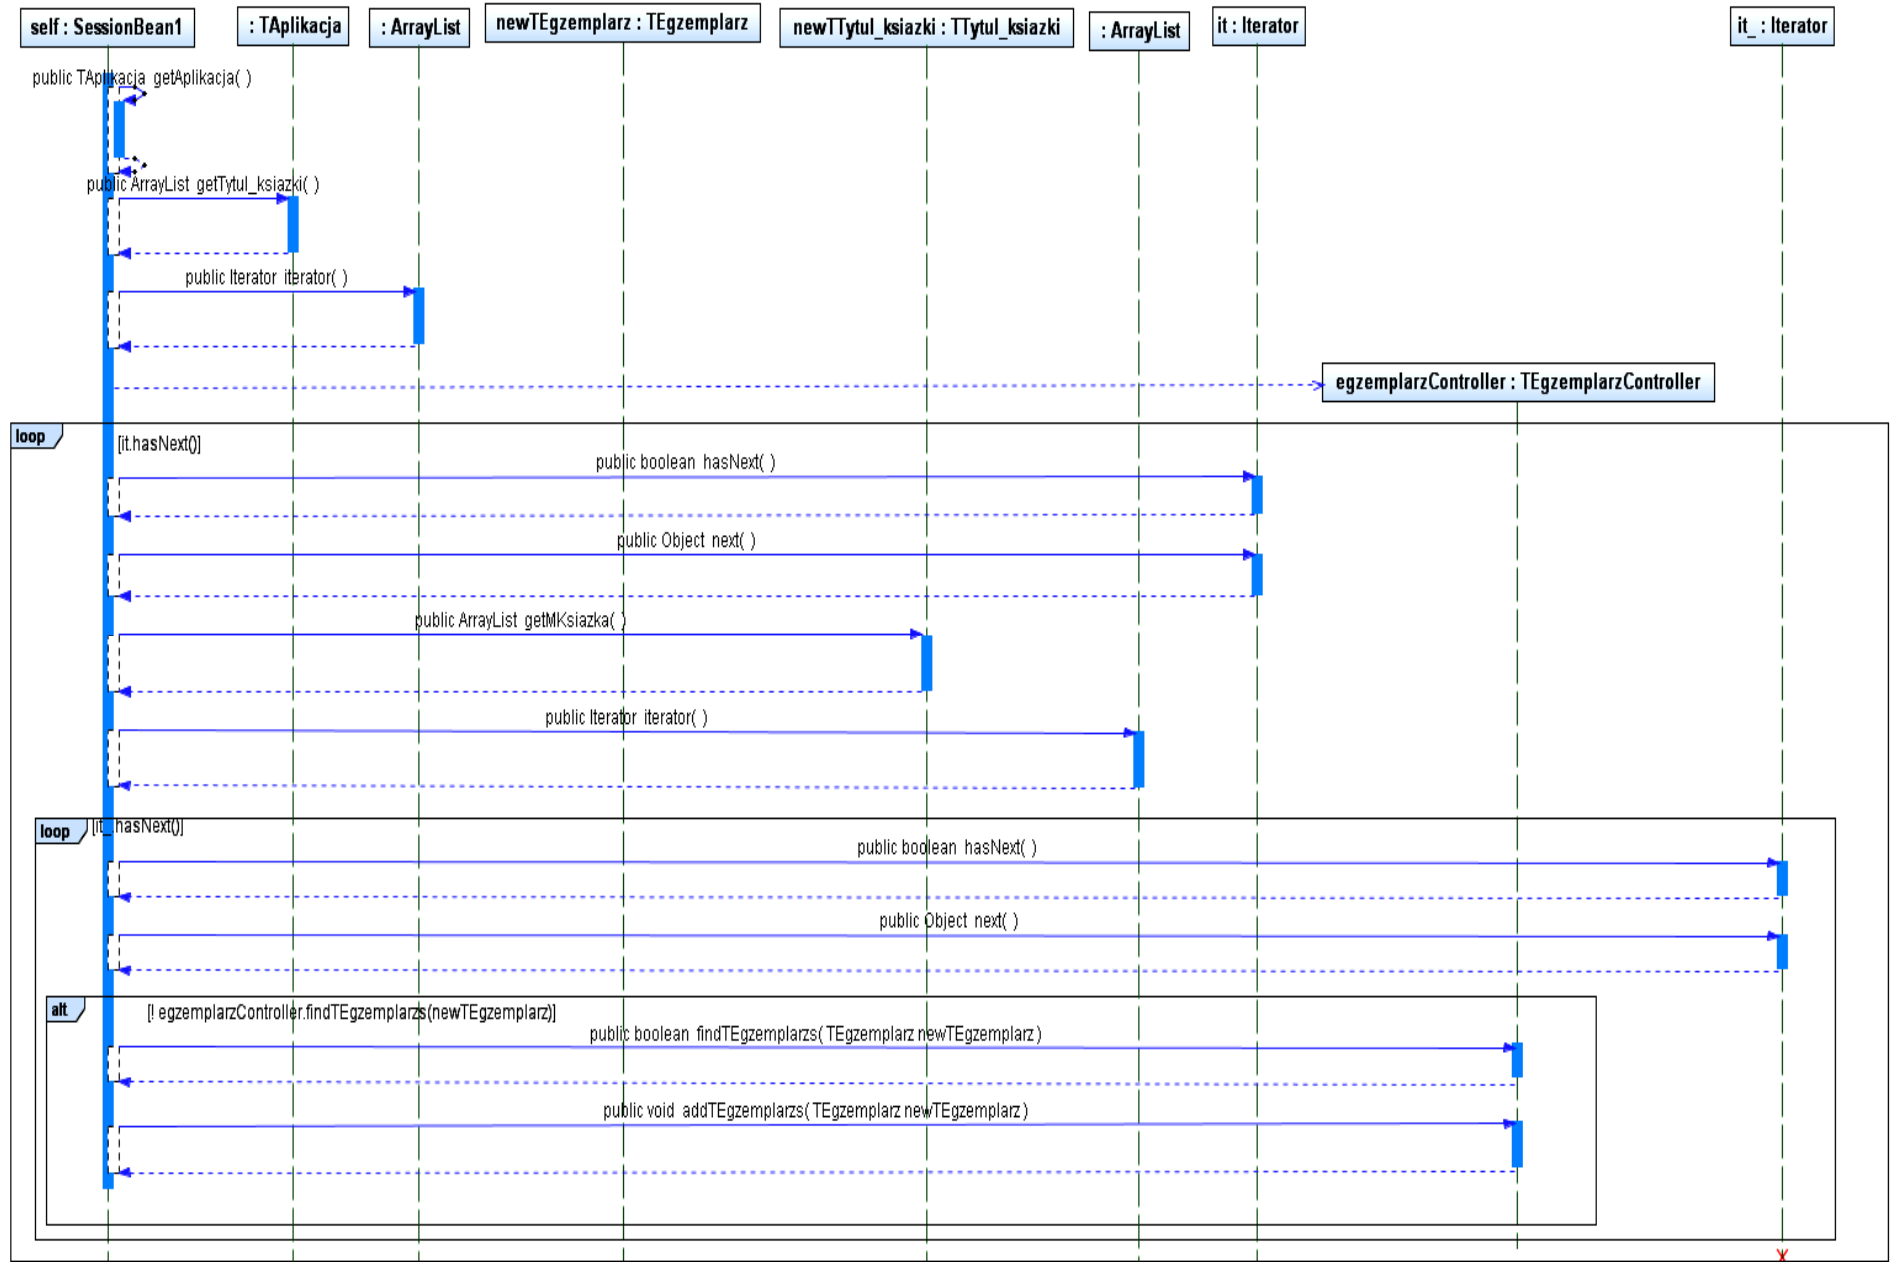 self : SessionBean1
: TAplikacja
: ArrayList
newTEgzemplarz : TEgzemplarz
newTTytul_ksiazki : TTytul_ksiazki
: ArrayList
it : Iterator
it_ : Iterator
public TAplikacja getAplikacja( )
public ArrayList getTytul_ksiazki( )
public Iterator iterator( )
egzemplarzController : TEgzemplarzController
loop
[it.hasNext()]
public boolean hasNext( )
public Object next( )
public ArrayList getMKsiazka( )
public Iterator iterator( )
loop
[it_.hasNext()]
public boolean hasNext( )
public Object next( )
alt
[! egzemplarzController.findTEgzemplarzs(newTEgzemplarz)]
public boolean findTEgzemplarzs( TEgzemplarz newTEgzemplarz )
public void addTEgzemplarzs( TEgzemplarz newTEgzemplarz )